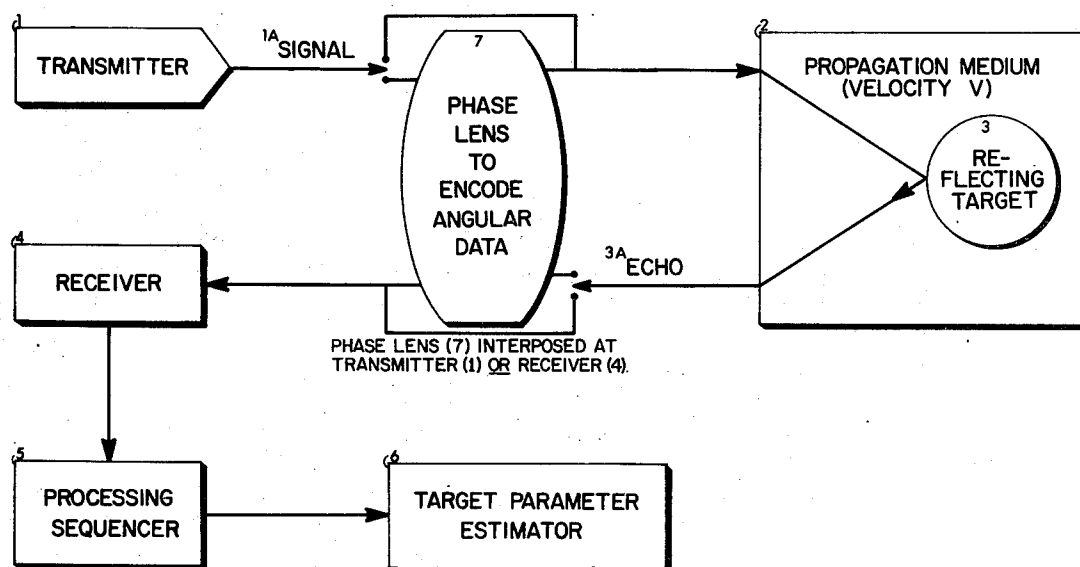 1
TRANSMITTER
1A SIGNAL
7
PHASE
LENS
TO
ENCODE
ANGULAR
DATA
2
PROPAGATION MEDIUM
(VELOCITY V)
3
RE-
FLECTING
TARGET
3A ECHO
4
RECEIVER
PHASE LENS (7) INTERPOSED AT
TRANSMITTER (1) OR RECEIVER (4).
5
PROCESSING
SEQUENCER
6
TARGET PARAMETER
ESTIMATOR